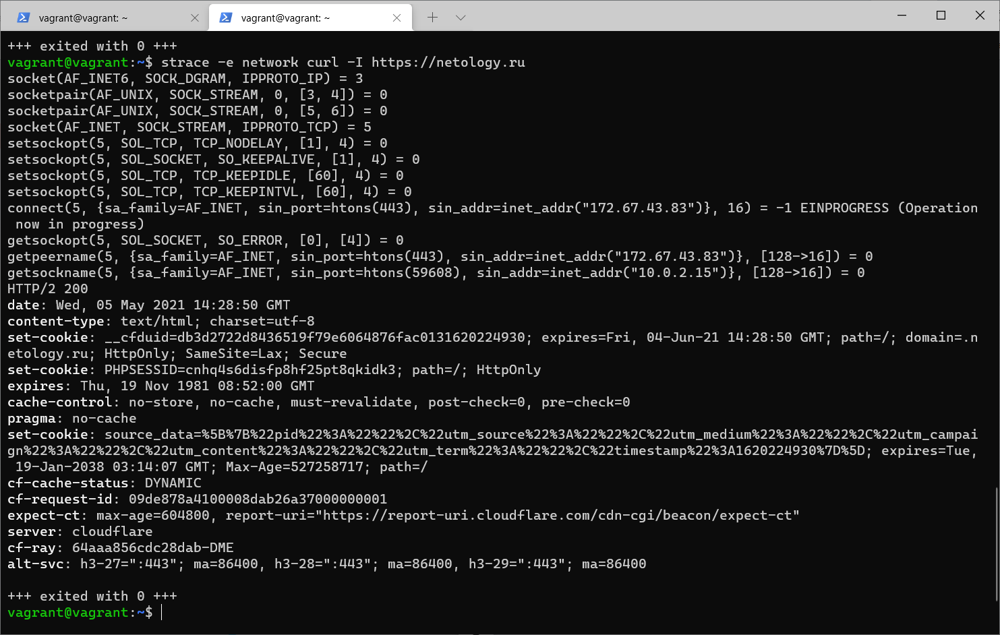 vagrant@vagrant: ~
vagrant@vagrant: ~
+++ exited with 0 +++
vagrant@vagrant:~$ strace -e network curl -I https://netology.ru
socket(AF_INET6, SOCK_DGRAM, IPPROTO_IP) = 3
socketpair(AF_UNIX, SOCK_STREAM, 0, [3, 4]) = 0
socketpair(AF_UNIX, SOCK_STREAM, 0, [5, 6]) = 0
socket(AF_INET, SOCK_STREAM, IPPROTO_TCP) = 5
setsockopt(5, SOL_TCP, TCP_NODELAY, [1], 4) = 0
setsockopt(5, SOL_SOCKET, SO_KEEPALIVE, [1], 4) = 0
setsockopt(5, SOL_TCP, TCP_KEEPIDLE, [60], 4) = 0
setsockopt(5, SOL_TCP, TCP_KEEPINTVL, [60], 4) = 0
connect(5, {sa_family=AF_INET, sin_port=htons(443), sin_addr=inet_addr("172.67.43.83")}, 16) = -1 EINPROGRESS (Operation
 now in progress)
getsockopt(5, SOL_SOCKET, SO_ERROR, [0], [4]) = 0
getpeername(5, {sa_family=AF_INET, sin_port=htons(443), sin_addr=inet_addr("172.67.43.83")}, [128->16]) = 0
getsockname(5, {sa_family=AF_INET, sin_port=htons(59608), sin_addr=inet_addr("10.0.2.15")}, [128->16]) = 0
HTTP/2 200
date: Wed, 05 May 2021 14:28:50 GMT
content-type: text/html; charset=utf-8
set-cookie: __cfduid=db3d2722d8436519f79e6064876fac0131620224930; expires=Fri, 04-Jun-21 14:28:50 GMT; path=/; domain=.n
etology.ru; HttpOnly; SameSite=Lax; Secure
set-cookie: PHPSESSID=cnhq4s6disfp8hf25pt8qkidk3; path=/; HttpOnly
expires: Thu, 19 Nov 1981 08:52:00 GMT
cache-control: no-store, no-cache, must-revalidate, post-check=0, pre-check=0
pragma: no-cache
set-cookie: source_data=%5B%7B%22pid%22%3A%22%22%2C%22utm_source%22%3A%22%22%2C%22utm_medium%22%3A%22%22%2C%22utm_campai
gn%22%3A%22%22%2C%22utm_content%22%3A%22%22%2C%22utm_term%22%3A%22%22%2C%22timestamp%22%3A1620224930%7D%5D; expires=Tue,
 19-Jan-2038 03:14:07 GMT; Max-Age=527258717; path=/
cf-cache-status: DYNAMIC
cf-request-id: 09de878a4100008dab26a37000000001
expect-ct: max-age=604800, report-uri="https://report-uri.cloudflare.com/cdn-cgi/beacon/expect-ct"
server: cloudflare
cf-ray: 64aaa856cdc28dab-DME
alt-svc: h3-27=":443"; ma=86400, h3-28=":443"; ma=86400, h3-29=":443"; ma=86400
+++ exited with 0 +++
vagrant@vagrant:~$